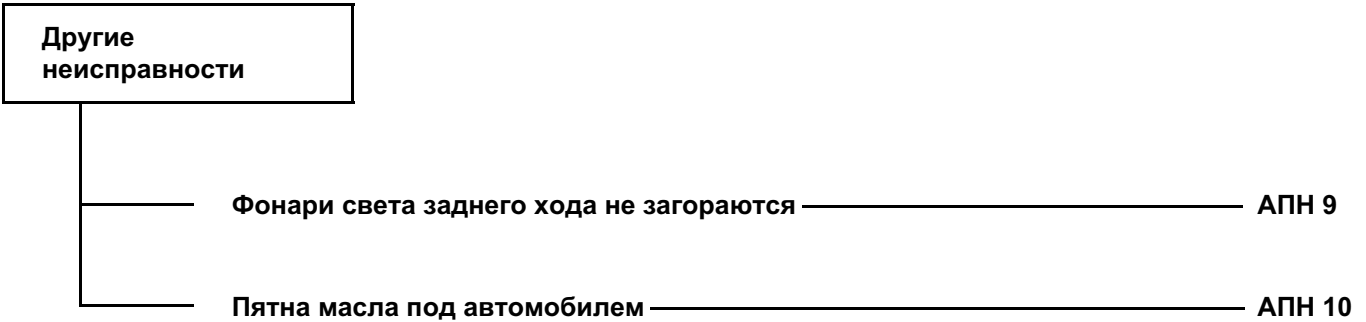 Другие
неисправности
Фонари света заднего хода не загораются АПН 9
Пятна масла под автомобилем АПН 10